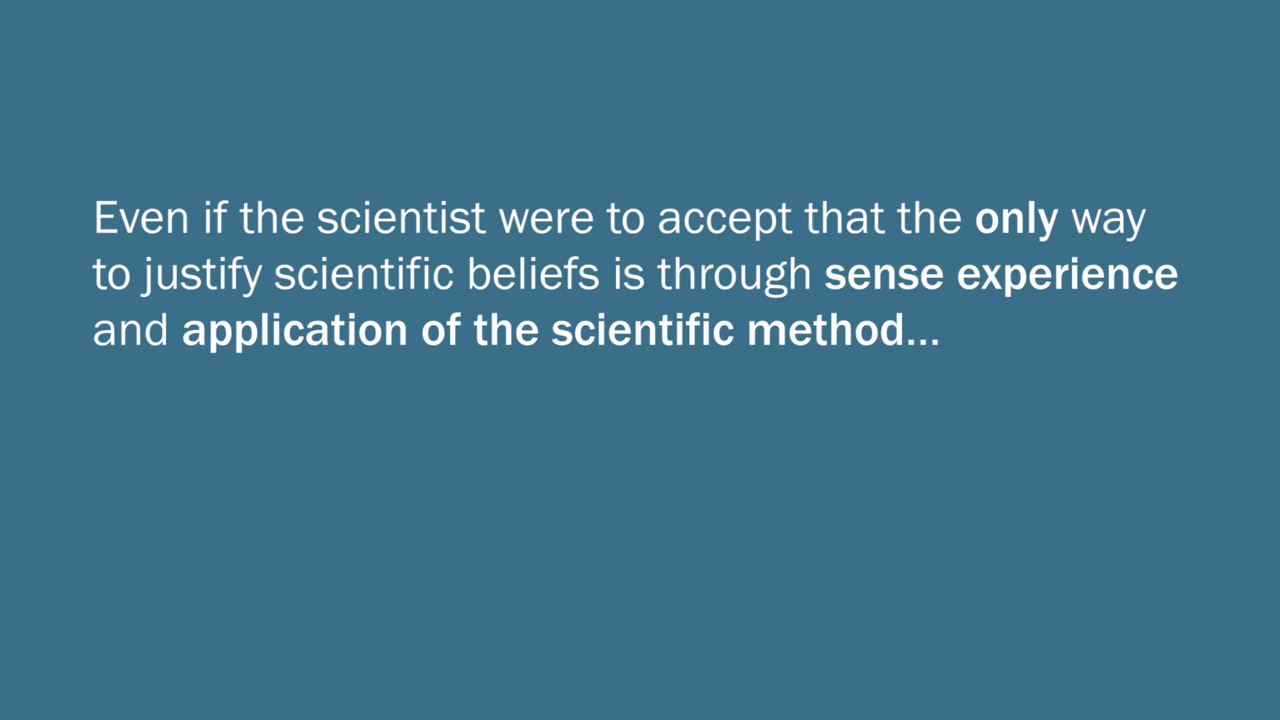 Even if the scientist were to accept that the only way
to justify scientific beliefs is through sense experience
and application of the scientific method...